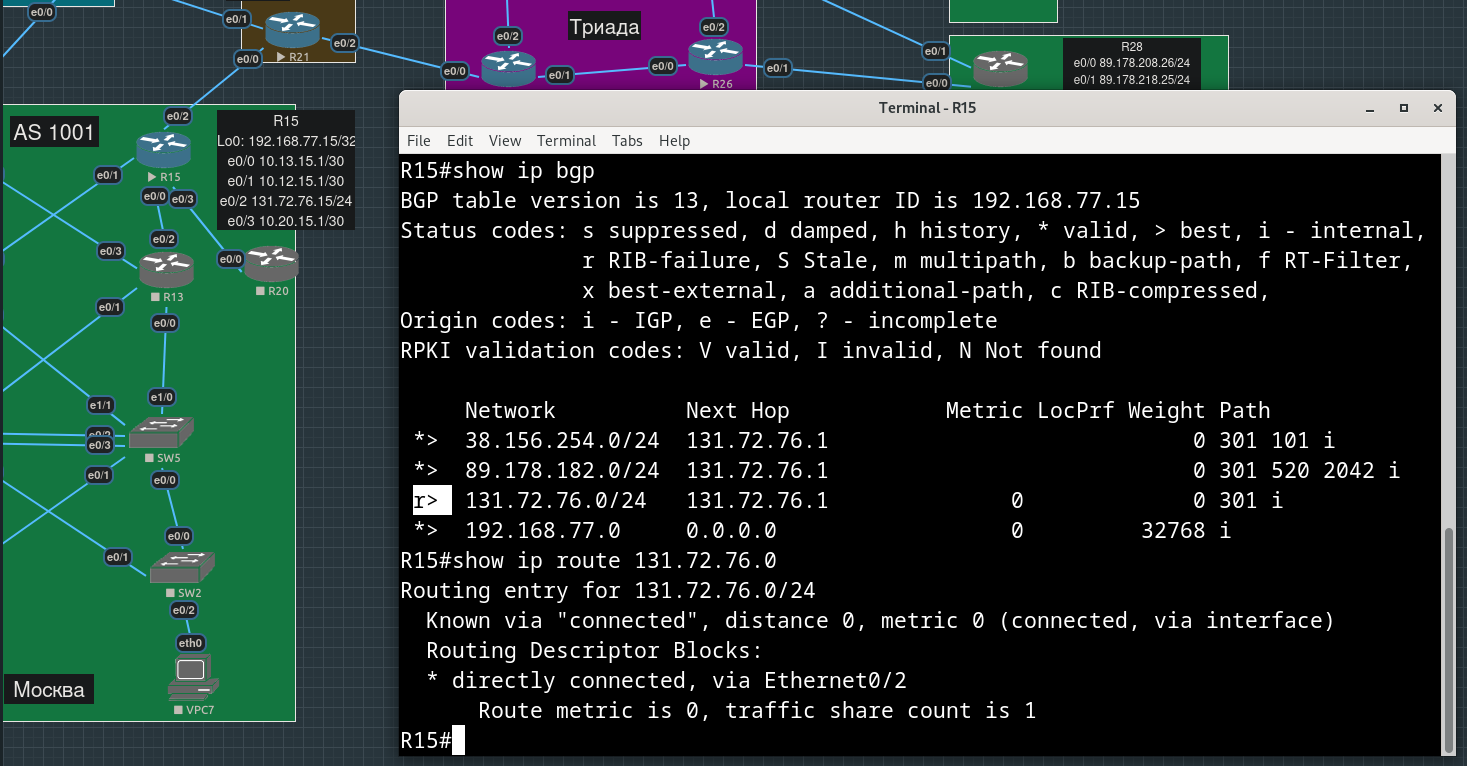 e0/0
e0/1
R21
e0/2
e0/0
e0/2
Триада
e0/2
e0/0
e0/1
e0/0
R26
e0/1
e0/1
e0/0
R28
e0/0 89.178.208.26/24
e0/1 89.178.218.25/24
AS 1001
e0/2
R15
e0/1
e0/0
e0/3
R15
Lo0: 192.168.77.15/32
e0/0 10.13.15.1/30
e0/1 10.12.15.1/30
e0/2 131.72.76.15/24
e0/3 10.20.15.1/30
e0/2
e0/3
e0/0
R13
R20
e0/1
e0/0
e1/0
e1/1
e0/2
e0/3
SW5
e0/1
e0/0
e0/0
e0/1
SW2
e0/2
eth0
VPC7
Москва
Terminal - R15
File Edit View Terminal Tabs Help
R15#show ip bgp
BGP table version is 13, local router ID is 192.168.77.15
Status codes: s suppressed, d damped, h history, * valid, > best, i - internal,
r RIB-failure, S Stale, m multipath, b backup-path, f RT-Filter,
x best-external, a additional-path, c RIB-compressed,
Origin codes: i - IGP, e - EGP, ? - incomplete
RPKI validation codes: V valid, I invalid, N Not found
Network Next Hop Metric LocPrf Weight Path
*> 38.156.254.0/24 131.72.76.1 0 301 101 i
*> 89.178.182.0/24 131.72.76.1 0 301 520 2042 i
r> 131.72.76.0/24 131.72.76.1 0 0 301 i
*> 192.168.77.0 0.0.0.0 0 32768 i
R15#show ip route 131.72.76.0
Routing entry for 131.72.76.0/24
Known via "connected", distance 0, metric 0 (connected, via interface)
Routing Descriptor Blocks:
* directly connected, via Ethernet0/2
Route metric is 0, traffic share count is 1
R15#